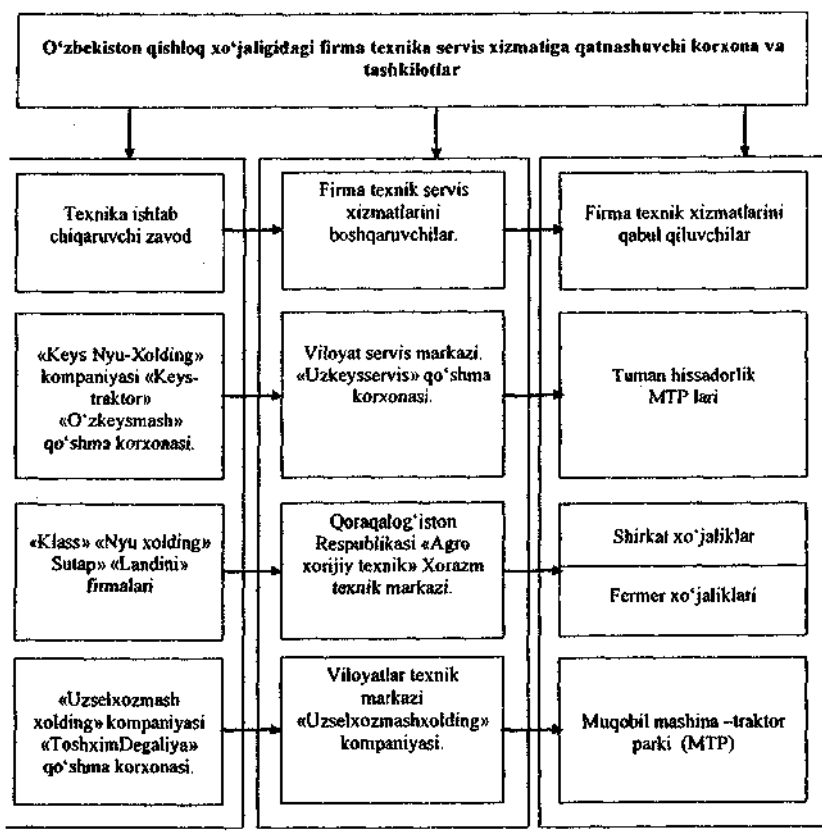 O‘zbekiston qishloq xo‘jaligidagi firma texnika servis xizmatiga qatnashuvchi korxona va
tashkilotlar
Texnika ishlab
chiqaruvchi zavod
Firma texnik servis
xizmatlarini
boshqaruvchilar.
Firma texnik xizmatlarini
qabul qiluvchilar
«Keys Nyu-Xolding»
kompaniyasi «Keys-
traktor»
«O‘zkeysmash»
qo‘shma korxonasi.
Viloyat servis markazi.
«Uzkeysservis» qo‘shma
korxonasi.
Tuman hissadorlik
MTP lari
«Klass» «Nyu xolding»
Sutap» «Landini»
firmalari
Qoraqalog‘iston
Respublikasi «Agro
xorijiy texnik» Xorazm
texnik markazi.
Shirkat xo‘jaliklar
Fermer xo‘jaliklari
«Uzselxozmash
xolding» kompaniyasi
«ToshximDegaliya»
qo‘shma korxonasi.
Viloyatlar texnik
markazi
«Uzselxozmashxolding»
kompaniyasi.
Muqobil mashina –traktor
parki (MTP)